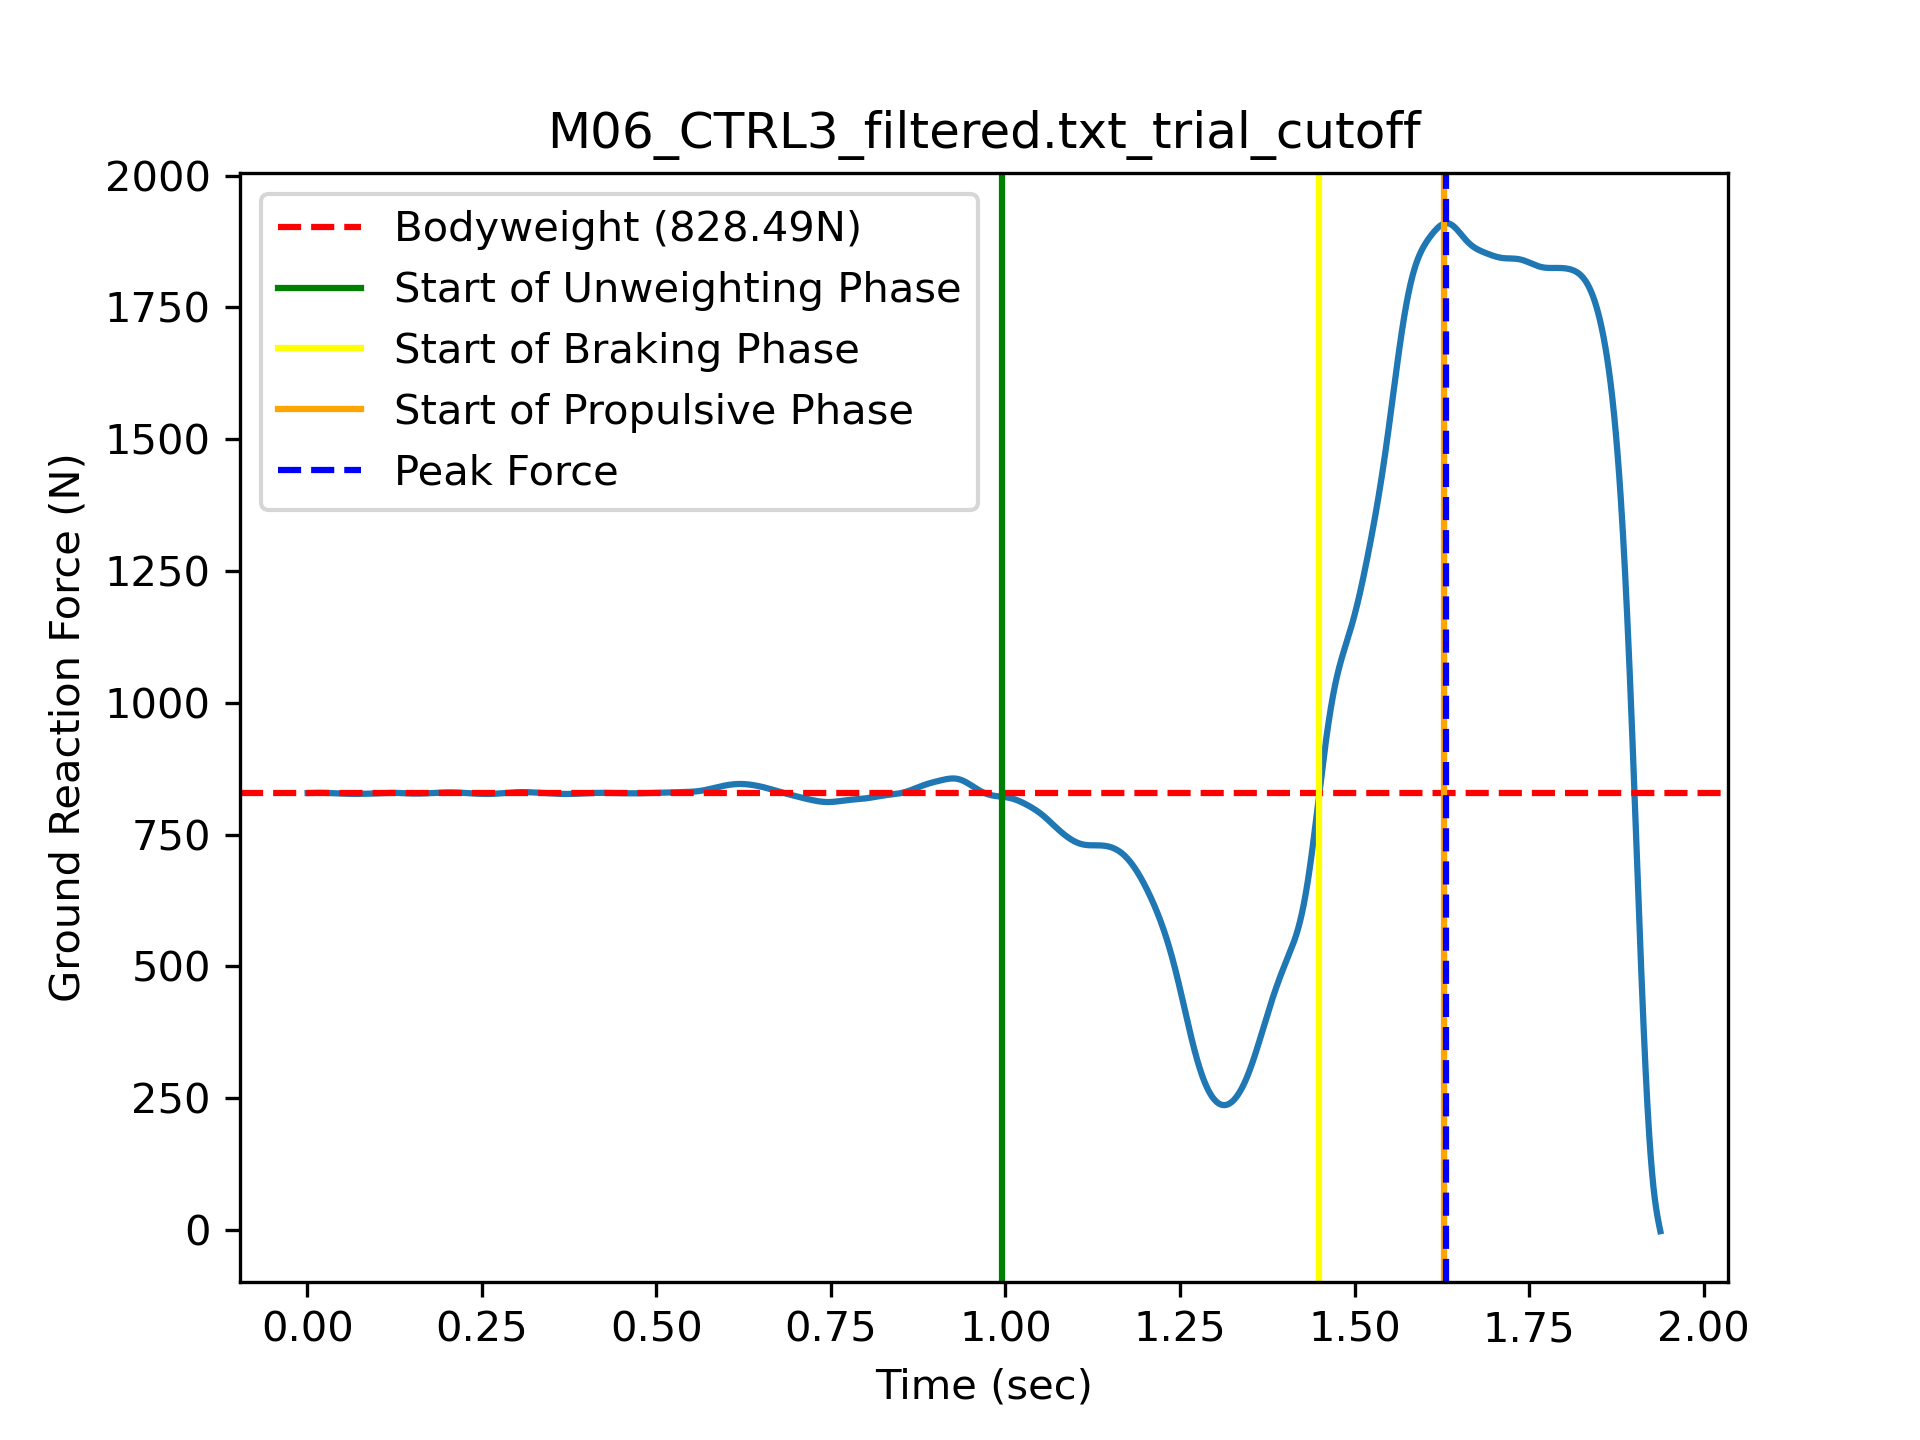 M06_CTRL3_filtered.txt_trial_cutoff
2000
1750
1500
1250
1000
750
500
250
0
Ground Reaction Force (N)
Bodyweight (828.49N)
Start of Unweighting Phase
Start of Braking Phase
Start of Propulsive Phase
Peak Force
0.00 0.25 0.50 0.75 1.00 1.25 1.50 1.75 2.00
Time (sec)